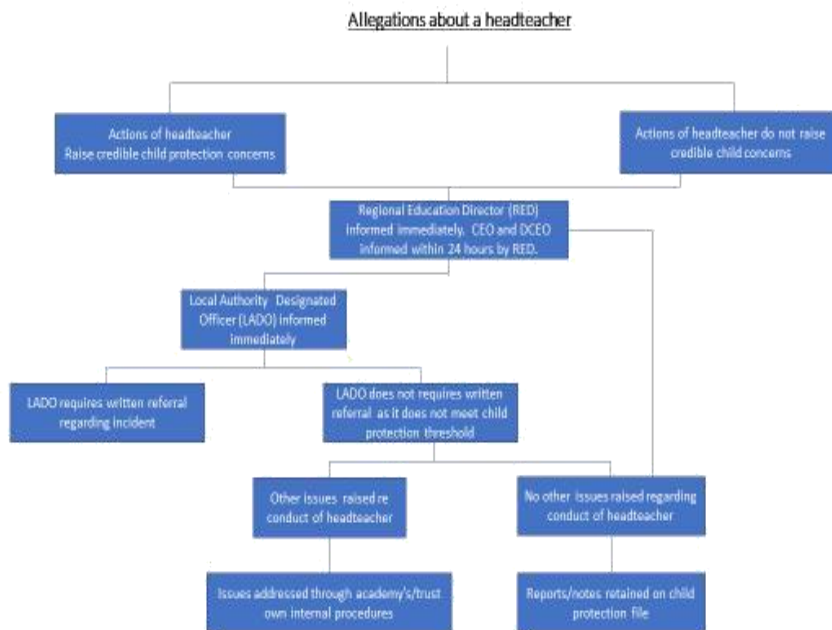 Allegations about a headteacher
Actions of headteacher
Raise credible child protection concerns
Actions of headteacher do not raise
credible child concerns
Regional Education Director (RED)
informed immediately. CEO and DCEO
informed within 24 hours by RED.
Local Authority Designated
Officer (LADO) informed
immediately
LADO requires written referral
regarding incident
LADO does not requires written
referral as it does not meet child
protection threshold
Other issues raised re
conduct of headteacher
No other issues raised regarding
conduct of headteacher
Issues addressed through academy's/trust
own internal procedures
Reports/notes retained on child
protection file